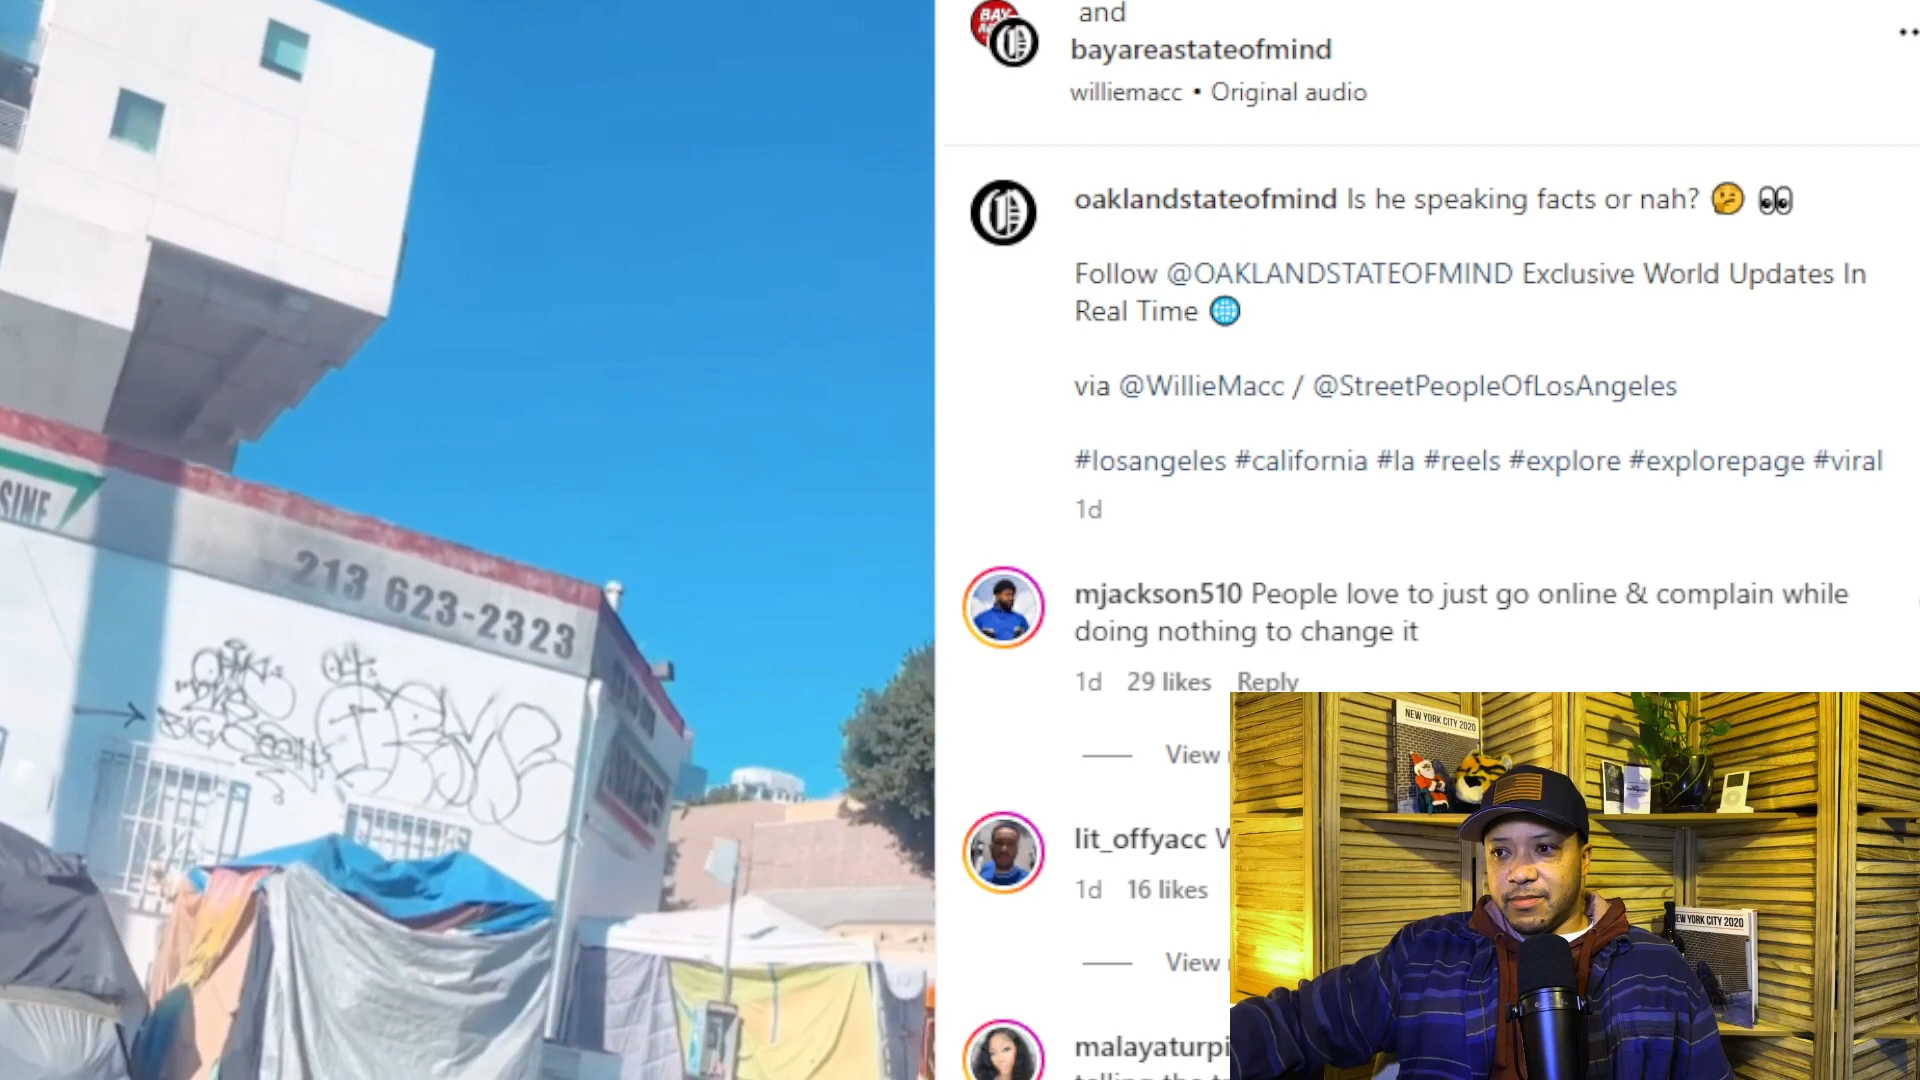 and
bayareastateofmind
williemacc • Original audio
oaklandstateofmind Is he speaking facts or nah? 🤔 👀
Follow @OAKLANDSTATEOFMIND Exclusive World Updates In
Real Time 🌐
via @WillieMacc / @StreetPeopleOfLosAngeles
#losangeles #california #la #reels #explore #explorepage #viral
1d
mjackson510 People love to just go online & complain while
doing nothing to change it
1d 29 likes Reply
View
lit_offyacc
1d 16 likes
View
malayaturpi
SINE
213 623-2323
NEW YORK CITY 2020
NEW YORK CITY 2020